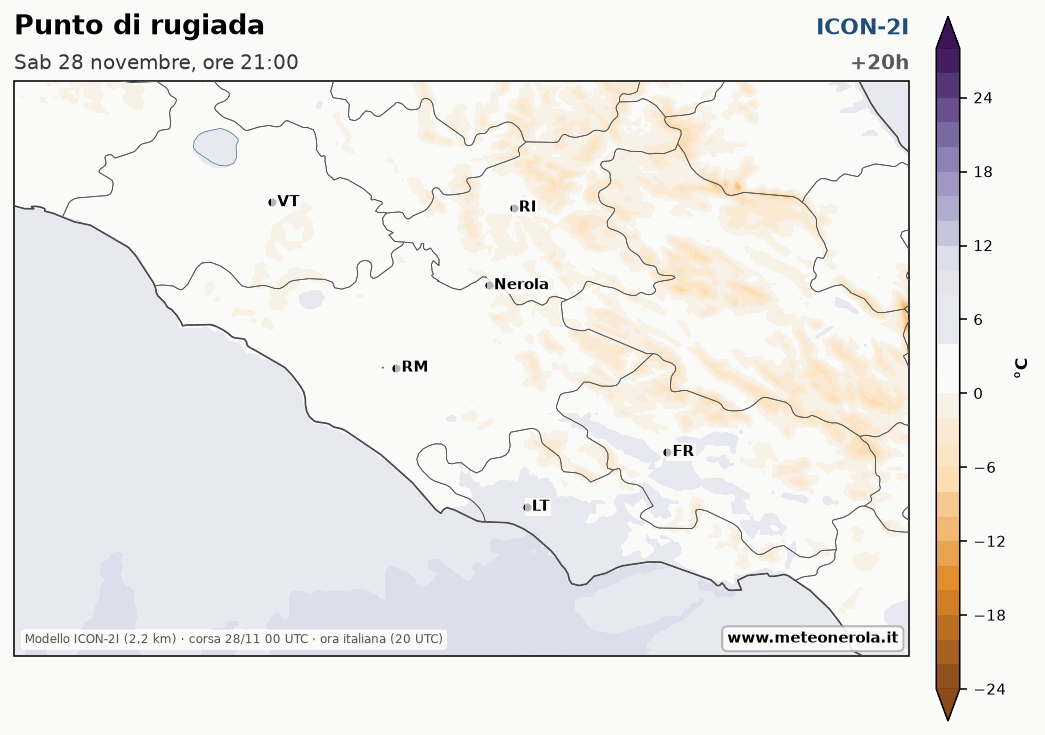 Punto di rugiada
ICON-2I
Sab 28 novembre, ore 21:00
+20h
VT
RI
Nerola
RM
FR
LT
24
18
12
6
0
−6
−12
−18
−24
°C
Modello ICON-2I (2,2 km) · corsa 28/11 00 UTC · ora italiana (20 UTC)
www.meteonerola.it